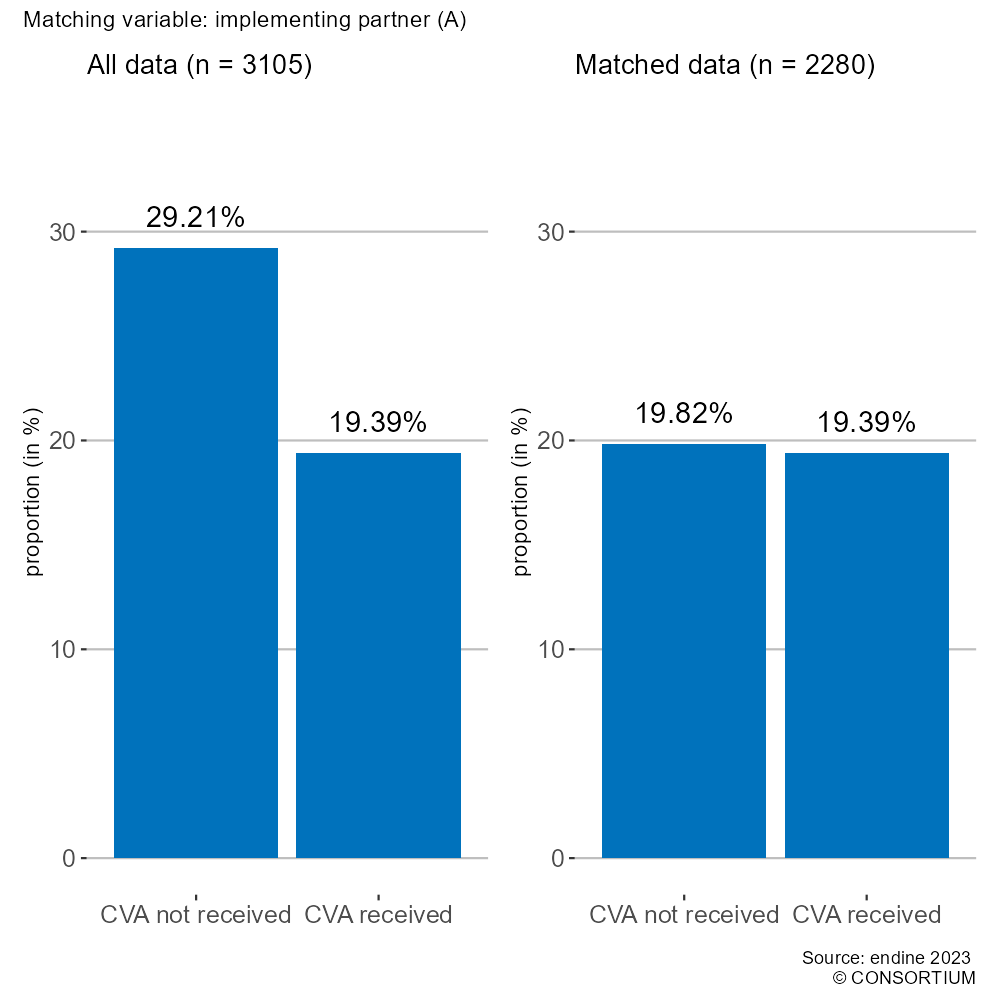 Matching variable: implementing partner (A)
All data (n = 3105)
proportion (in %)
30
20
10
0
29.21%
19.39%
CVA not received
CVA received
Matched data (n = 2280)
proportion (in %)
30
20
10
0
19.82%
19.39%
CVA not received
CVA received
Source: endine 2023
© CONSORTIUM